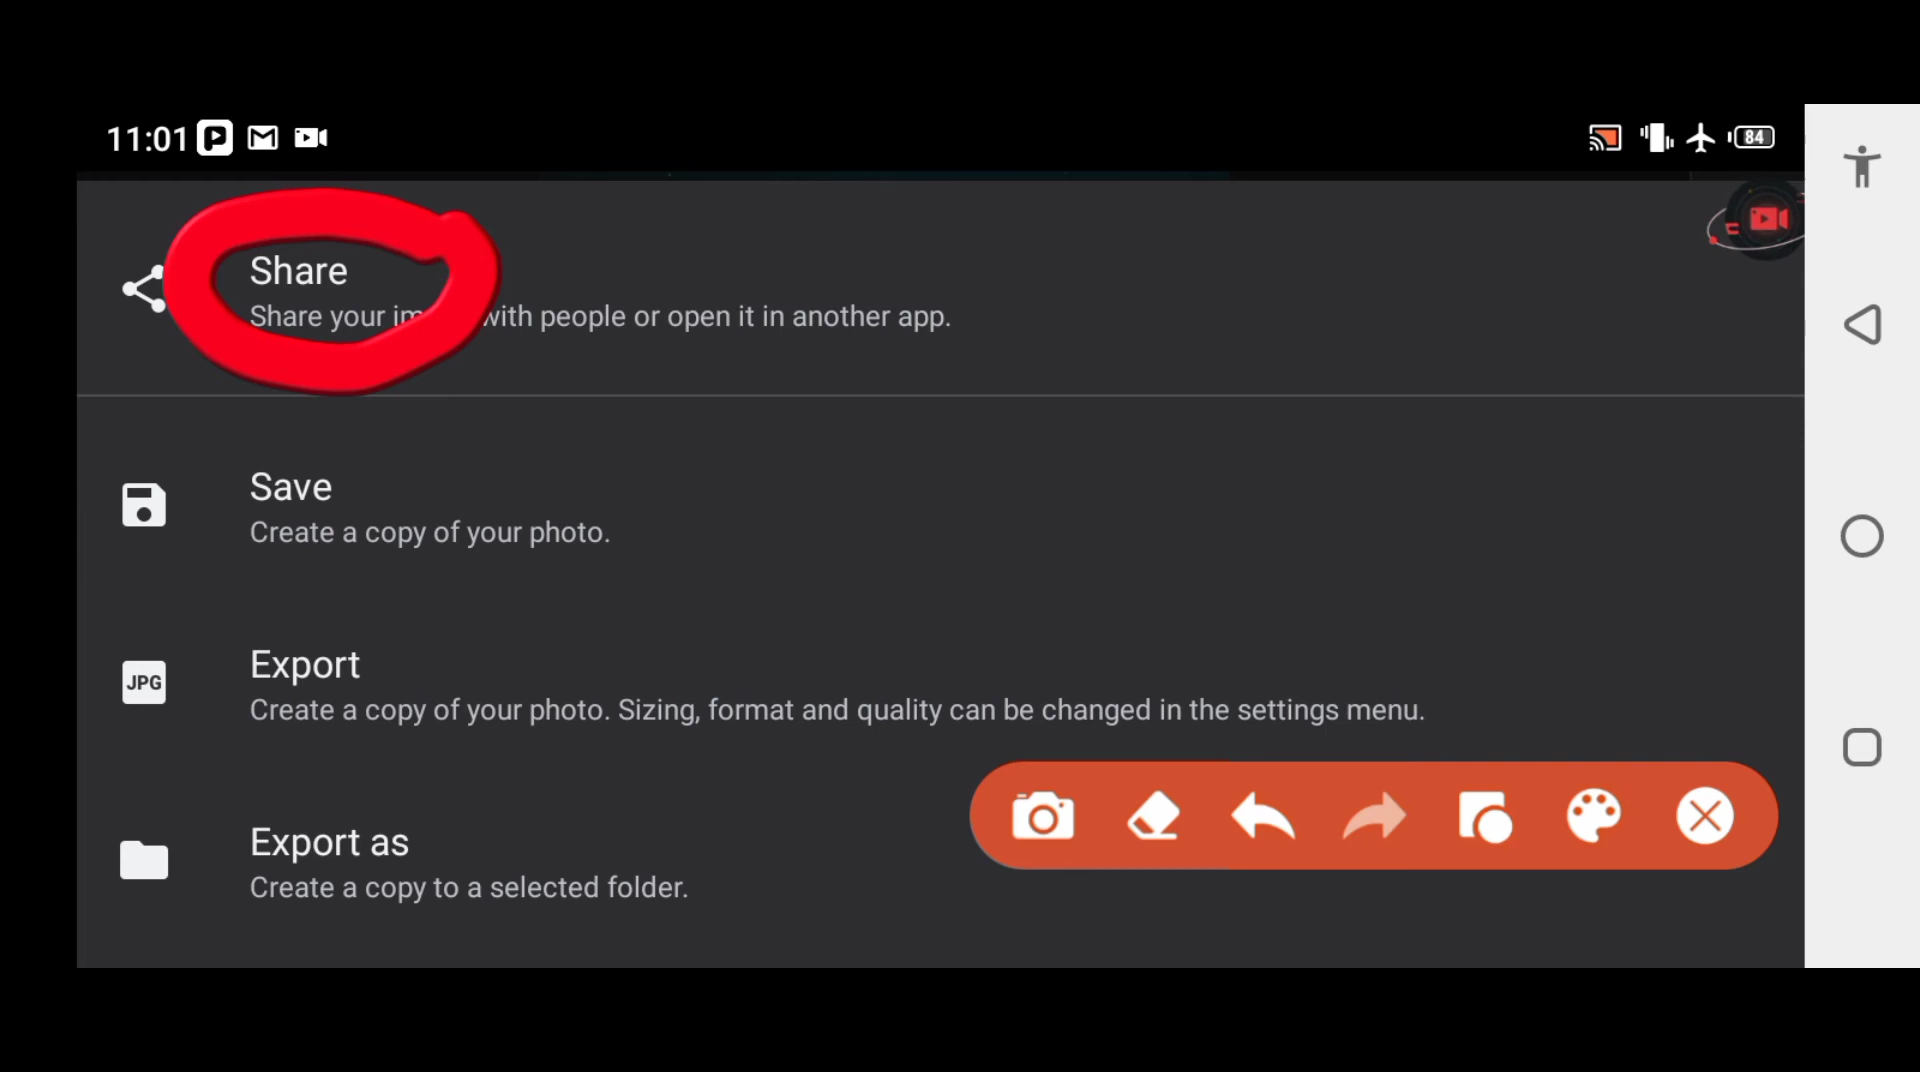 11:01
84
Share
Share your im with people or open it in another app.
Save
Create a copy of your photo.
JPG
Export
Create a copy of your photo. Sizing, format and quality can be changed in the settings menu.
Export as
Create a copy to a selected folder.